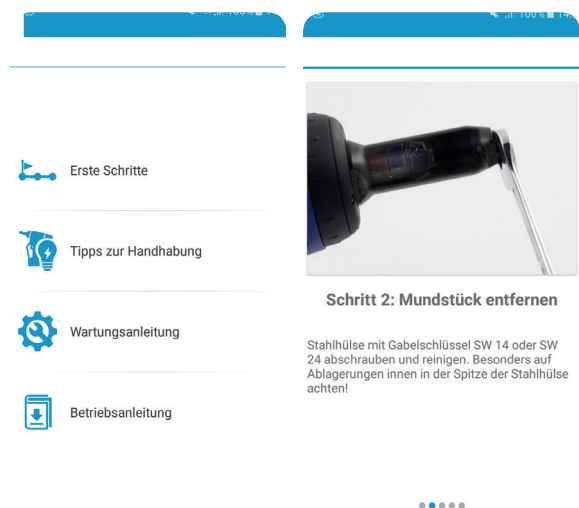 Erste Schritte
Tipps zur Handhabung
Wartungsanleitung
Betriebsanleitung
100%
Schritt 2: Mundstück entfernen
Stahlhülse mit Gabelschlüssel SW 14 oder SW
24 abschrauben und reinigen. Besonders auf
Ablagerungen innen in der Spitze der Stahlhülse
achten!